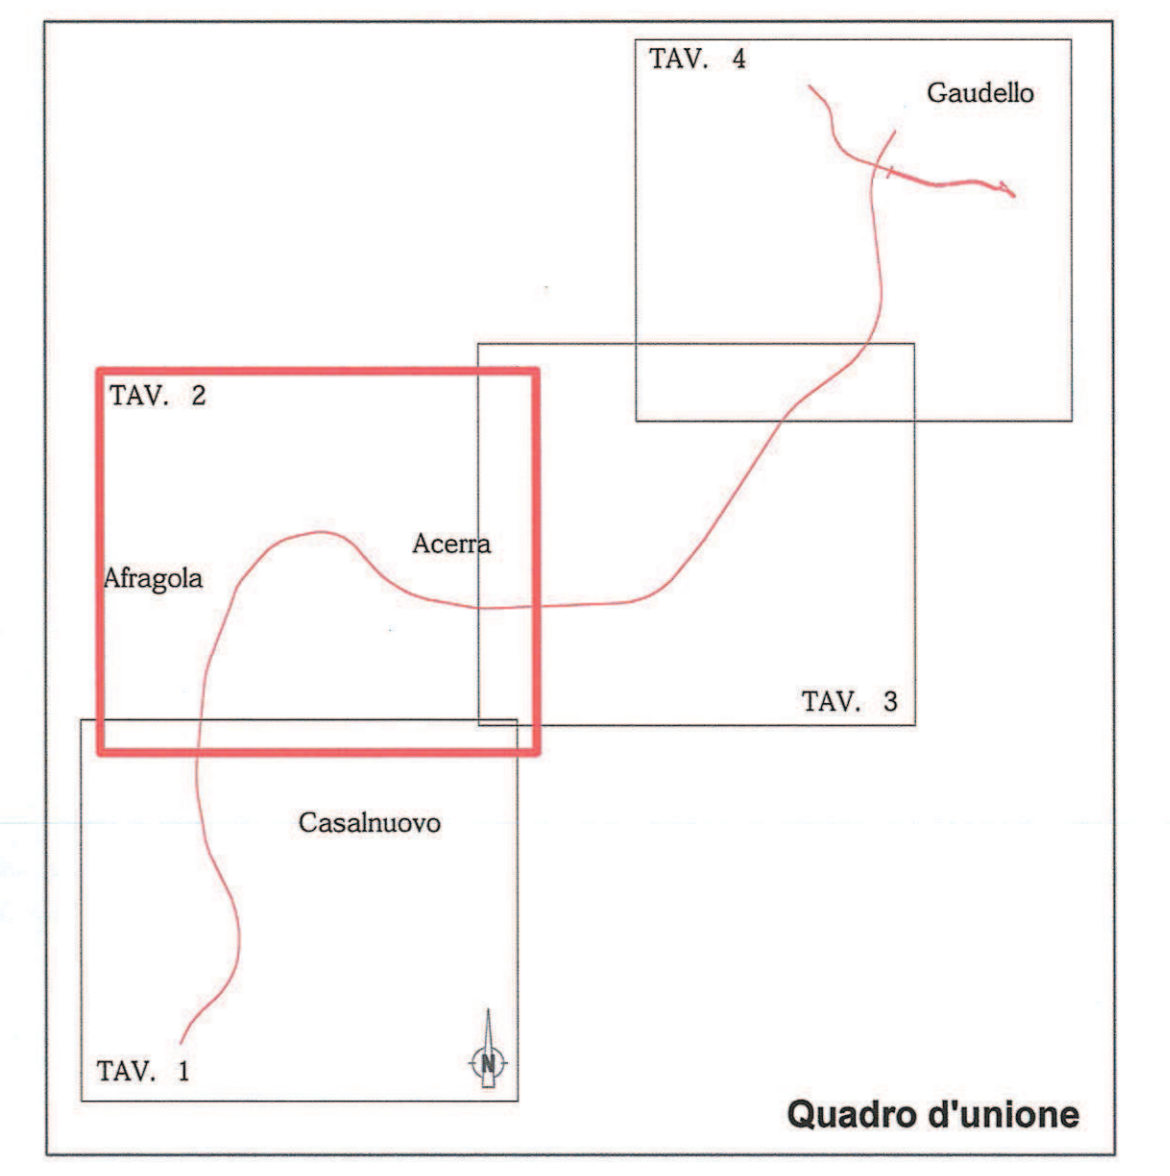 TAV. 4
Gaudello
TAV. 2
Acerra
Afragola
TAV. 3
Casalnuovo
TAV. 1
N
Quadro d'unione